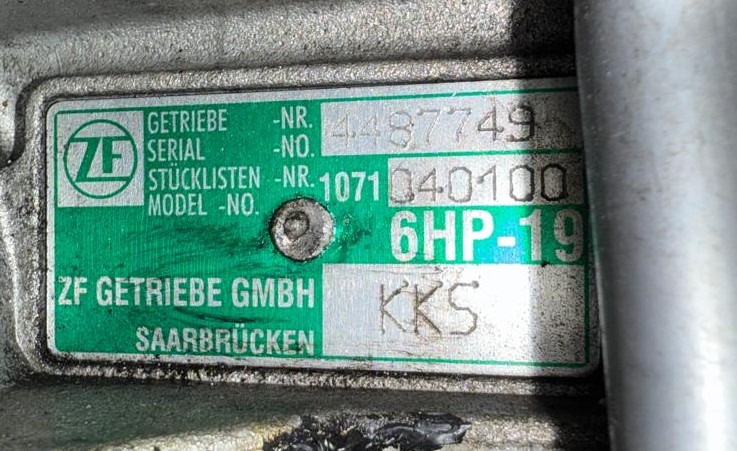 ZF
GETRIEBE -NR. 4487749
SERIAL -NO.
STÜCKLISTEN -NR. 1071 040100
MODEL -NO.
6HP-19
ZF GETRIEBE GMBH
SAARBRÜCKEN
KKS